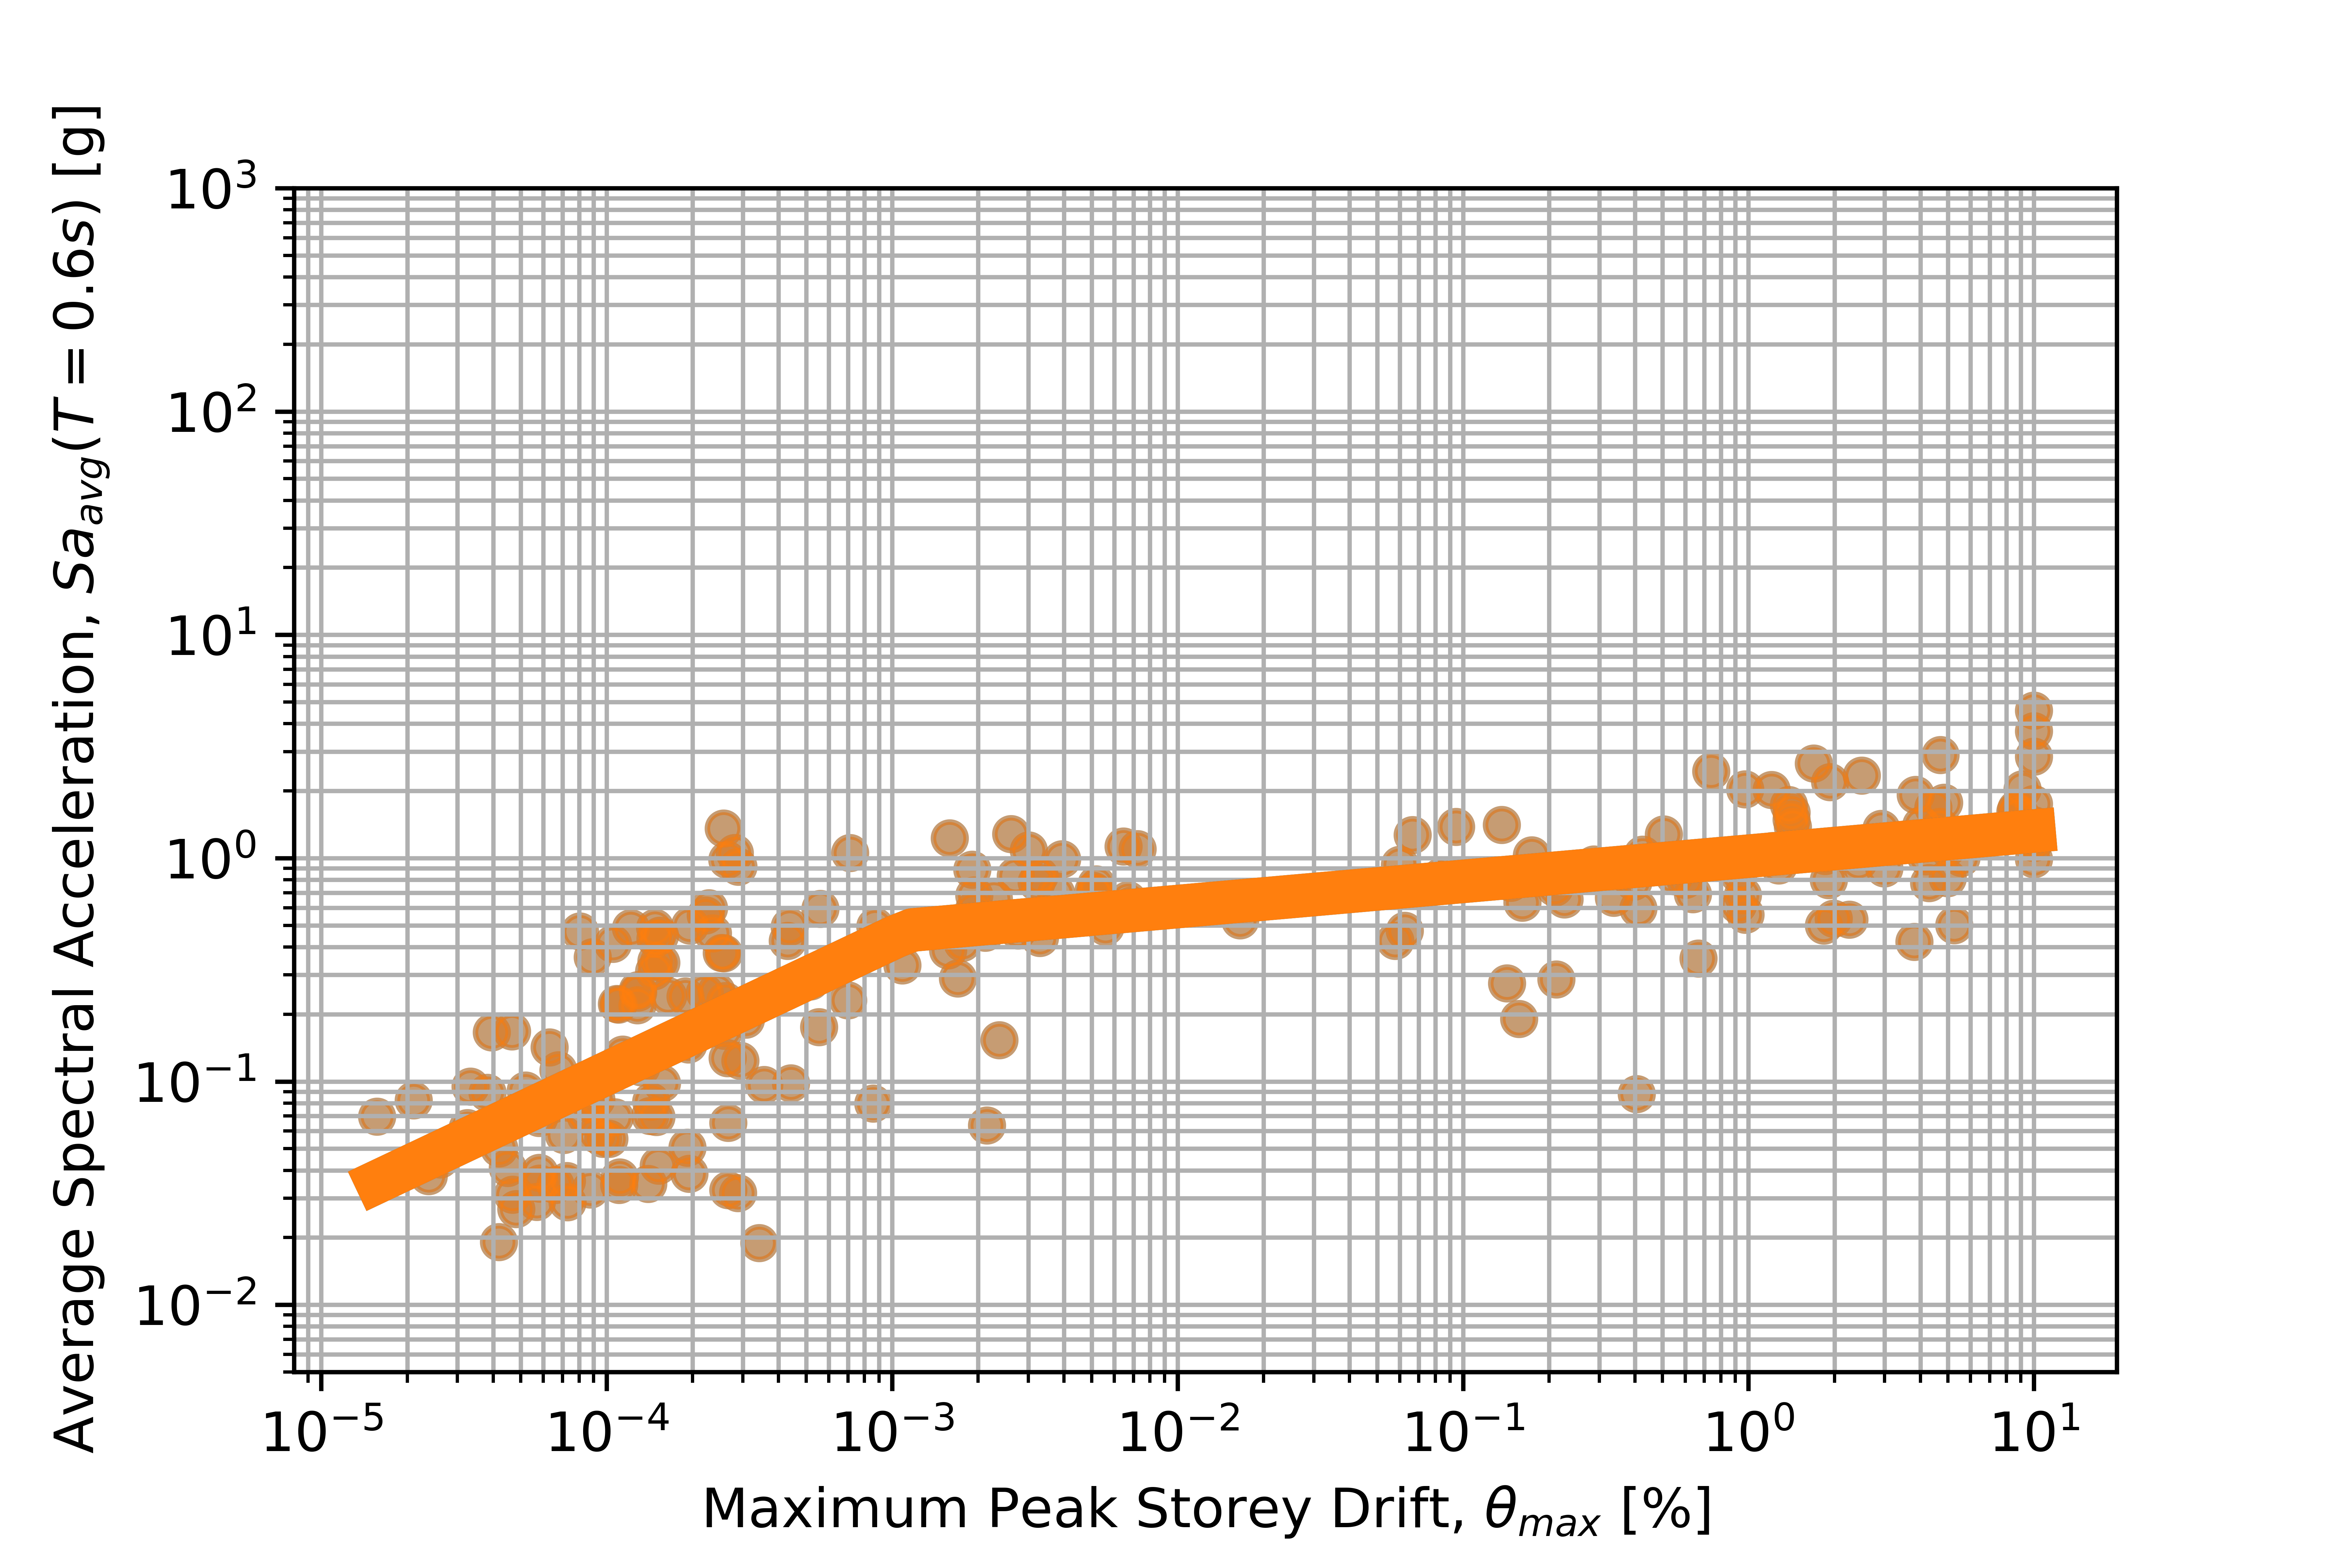 Average Spectral Acceleration, Sa_avg(T = 0.6s) [g]
10³
10²
10¹
10⁰
10⁻¹
10⁻²
10⁻⁵ 10⁻⁴ 10⁻³ 10⁻² 10⁻¹ 10⁰ 10¹
Maximum Peak Storey Drift, θ_max [%]